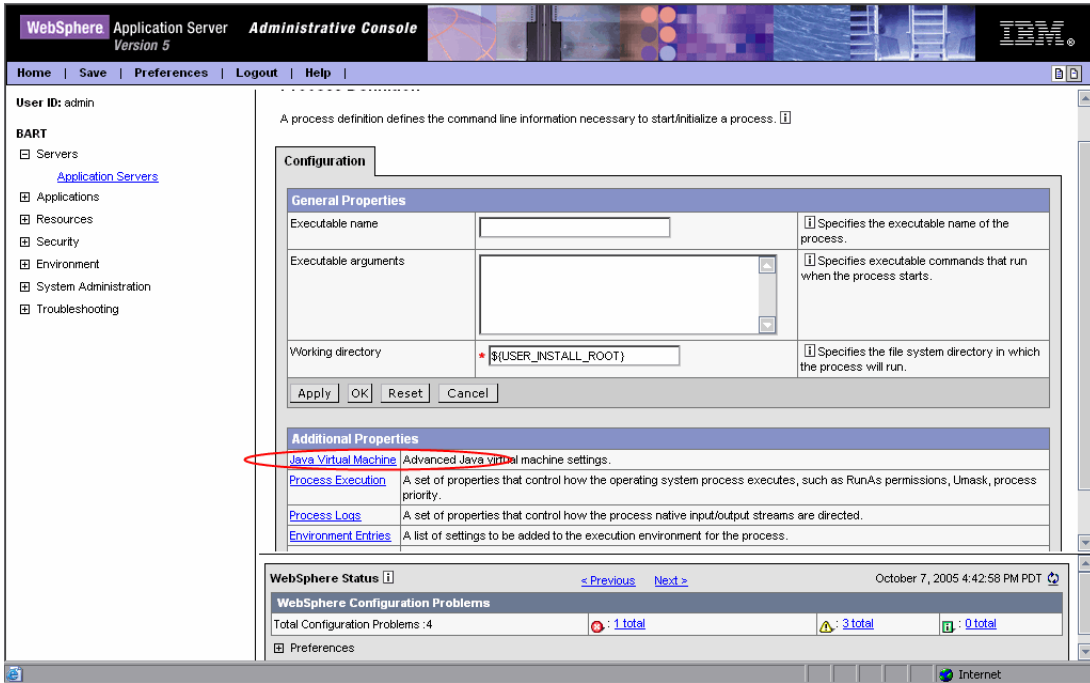 WebSphere Application Server Administrative Console
Version 5
IBM®
Home | Save | Preferences | Logout | Help |
User ID: admin
BART
Servers
Application Servers
Applications
Resources
Security
Environment
System Administration
Troubleshooting
Process Definition
A process definition defines the command line information necessary to start/initialize a process. i
Configuration
General Properties
Executable name
i Specifies the executable name of the
process.
Executable arguments
i Specifies executable commands that run
when the process starts.
Working directory
* ${USER_INSTALL_ROOT}
i Specifies the file system directory in which
the process will run.
Apply OK Reset Cancel
Additional Properties
Java Virtual Machine Advanced Java virtual machine settings.
Process Execution A set of properties that control how the operating system process executes, such as RunAs permissions, Umask, process
priority.
Process Logs A set of properties that control how the process native input/output streams are directed.
Environment Entries A list of settings to be added to the execution environment for the process.
WebSphere Status i < Previous Next > October 7, 2005 4:42:58 PM PDT
WebSphere Configuration Problems
Total Configuration Problems :4 : 1 total : 3 total : 0 total
Preferences
Internet